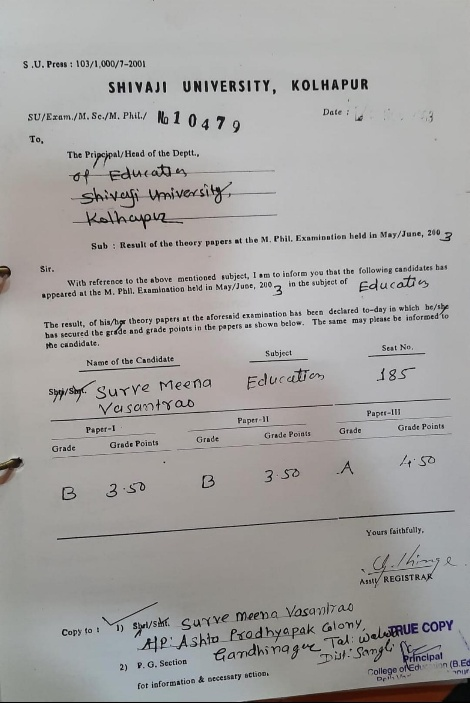 S.U. Press : 103/1,000/7-2001
SHIVAJI UNIVERSITY, KOLHAPUR
SU/Exam./M. Sc./M. Phil./ No 10479 Date :
To,
The Principal/Head of the Deptt.,
of Education
Shivaji University,
Kolhapur
Sub : Result of the theory papers at the M. Phil. Examination held in May/June, 2003
Sir.
With reference to the above mentioned subject, I am to inform you that the following candidates has
appeared at the M. Phil. Examination held in May/June, 2003 in the subject of Education
The result, of his/her theory papers at the aforesaid examination has been declared to-day in which he/she
has secured the grade and grade points in the papers as shown below. The same may please be informed to
the candidate.
Name of the Candidate Subject Seat No.
Shri/Smt. Surve Meena Education 185
Vasantrao
Paper-I Paper-II Paper-III
Grade Grade Points Grade Grade Points Grade Grade Points
B 3.50 B 3.50 A 4.50
Yours faithfully,
Asstt REGISTRAR
Copy to : 1) Shri/Smt. Surve Meena Vasantrao
A/P: Ashta Pradhyapak Colony,
Gandhinagar Tal:
Dist: Sangli
TRUE COPY
2) P. G. Section
Principal
for information & necessary action.
College of Education (B.Ed